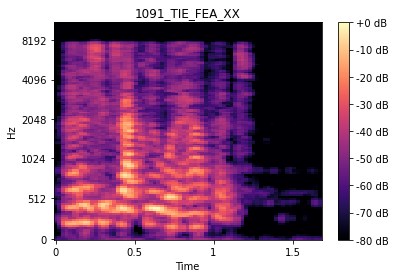 1091_TIE_FEA_XX
8192
4096
2048
1024
512
0
Hz
0
0.5
1
1.5
Time
+0 dB
-10 dB
-20 dB
-30 dB
-40 dB
-50 dB
-60 dB
-70 dB
-80 dB